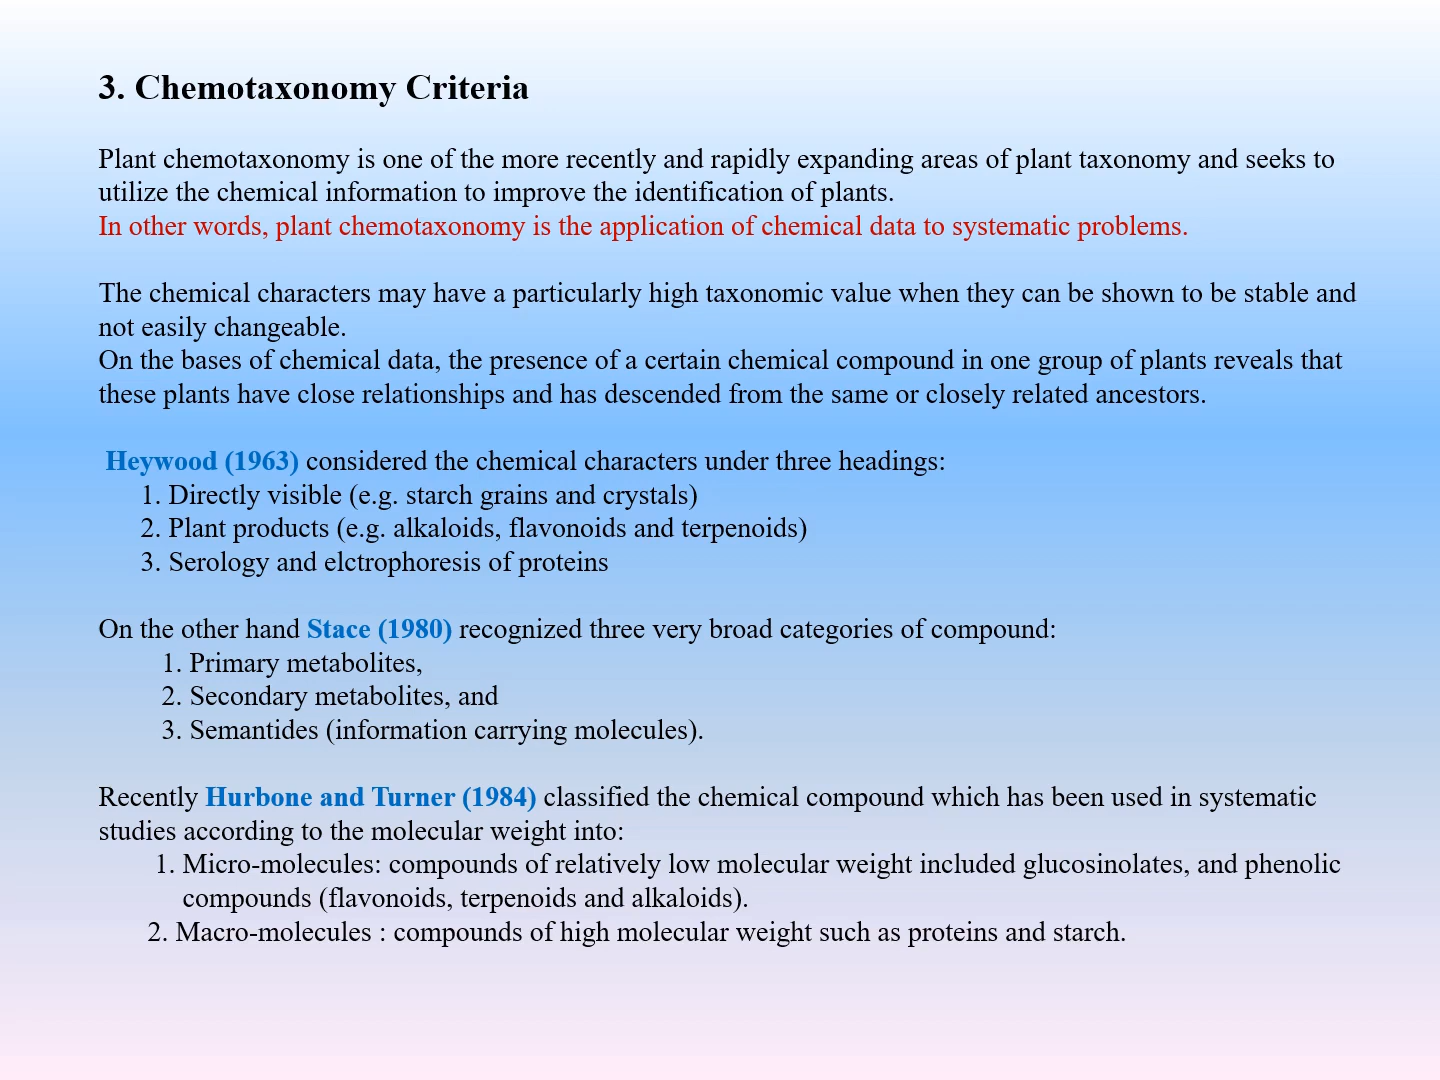 3. Chemotaxonomy Criteria
Plant chemotaxonomy is one of the more recently and rapidly expanding areas of plant taxonomy and seeks to
utilize the chemical information to improve the identification of plants.
In other words, plant chemotaxonomy is the application of chemical data to systematic problems.
The chemical characters may have a particularly high taxonomic value when they can be shown to be stable and
not easily changeable.
On the bases of chemical data, the presence of a certain chemical compound in one group of plants reveals that
these plants have close relationships and has descended from the same or closely related ancestors.
Heywood (1963) considered the chemical characters under three headings:
1. Directly visible (e.g. starch grains and crystals)
2. Plant products (e.g. alkaloids, flavonoids and terpenoids)
3. Serology and elctrophoresis of proteins
On the other hand Stace (1980) recognized three very broad categories of compound:
1. Primary metabolites,
2. Secondary metabolites, and
3. Semantides (information carrying molecules).
Recently Hurbone and Turner (1984) classified the chemical compound which has been used in systematic
studies according to the molecular weight into:
1. Micro-molecules: compounds of relatively low molecular weight included glucosinolates, and phenolic
compounds (flavonoids, terpenoids and alkaloids).
2. Macro-molecules : compounds of high molecular weight such as proteins and starch.